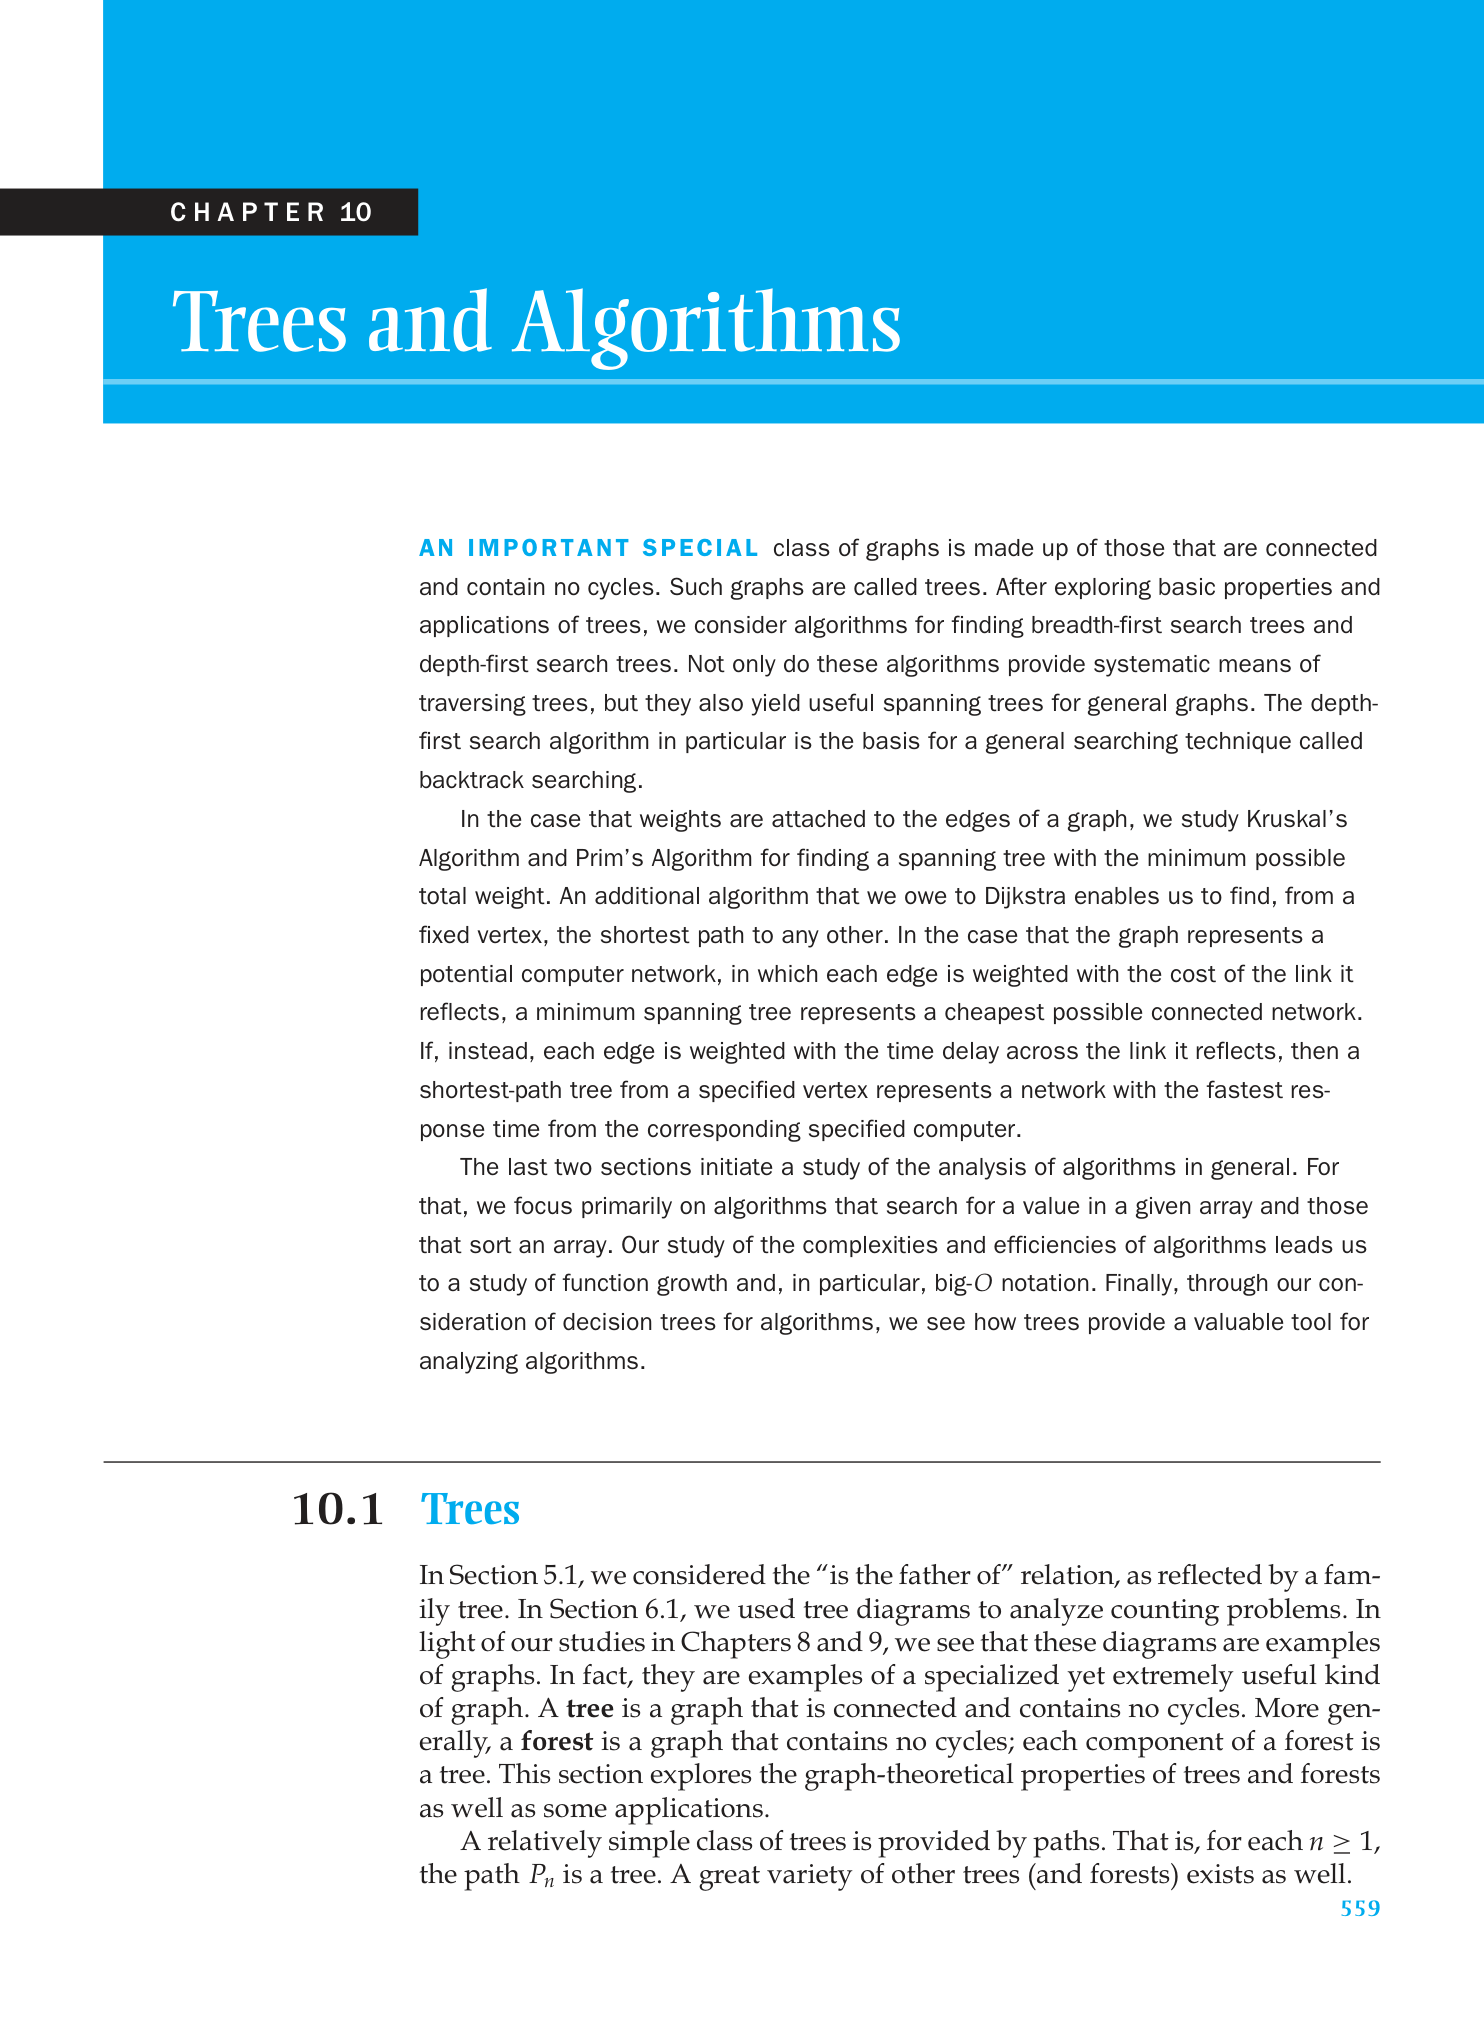 CHAPTER 10
Trees and Algorithms
AN IMPORTANT SPECIAL class of graphs is made up of those that are connected
and contain no cycles. Such graphs are called trees. After exploring basic properties and
applications of trees, we consider algorithms for finding breadth-first search trees and
depth-first search trees. Not only do these algorithms provide systematic means of
traversing trees, but they also yield useful spanning trees for general graphs. The depth-
first search algorithm in particular is the basis for a general searching technique called
backtrack searching.
In the case that weights are attached to the edges of a graph, we study Kruskal’s
Algorithm and Prim’s Algorithm for finding a spanning tree with the minimum possible
total weight. An additional algorithm that we owe to Dijkstra enables us to find, from a
fixed vertex, the shortest path to any other. In the case that the graph represents a
potential computer network, in which each edge is weighted with the cost of the link it
reflects, a minimum spanning tree represents a cheapest possible connected network.
If, instead, each edge is weighted with the time delay across the link it reflects, then a
shortest-path tree from a specified vertex represents a network with the fastest res-
ponse time from the corresponding specified computer.
The last two sections initiate a study of the analysis of algorithms in general. For
that, we focus primarily on algorithms that search for a value in a given array and those
that sort an array. Our study of the complexities and efficiencies of algorithms leads us
to a study of function growth and, in particular, big-O notation. Finally, through our con-
sideration of decision trees for algorithms, we see how trees provide a valuable tool for
analyzing algorithms.
10.1 Trees
In Section 5.1, we considered the “is the father of” relation, as reflected by a fam-
ily tree. In Section 6.1, we used tree diagrams to analyze counting problems. In
light of our studies in Chapters 8 and 9, we see that these diagrams are examples
of graphs. In fact, they are examples of a specialized yet extremely useful kind
of graph. A tree is a graph that is connected and contains no cycles. More gen-
erally, a forest is a graph that contains no cycles; each component of a forest is
a tree. This section explores the graph-theoretical properties of trees and forests
as well as some applications.
A relatively simple class of trees is provided by paths. That is, for each n ≥ 1,
the path Pn is a tree. A great variety of other trees (and forests) exists as well.
559